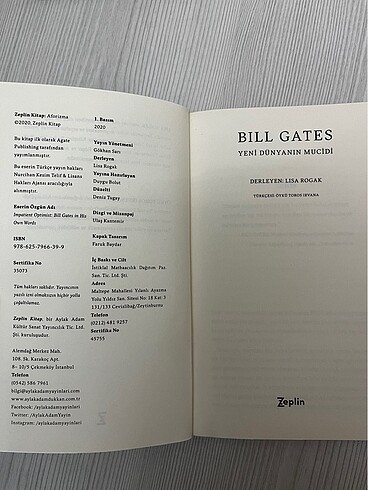 Zeplin Kitap: Aforizma
©2020, Zeplin Kitap
Bu kitap ilk olarak Agate
Publishing tarafından
yayımlanmıştır.
Bu eserin Türkçe yayın hakları
Nurcihan Kesim Telif & Lisans
Hakları Ajansı aracılığıyla
alınmıştır.
Eserin Özgün Adı
Impatient Optimist: Bill Gates in His
Own Words
ISBN
978-625-7966-39-9
Sertifika No
35073
Tüm hakları saklıdır. Yayıncının
yazılı izni olmaksızın hiçbir yolla
çoğaltılamaz.
Zeplin Kitap, bir Aylak Adam
Kültür Sanat Yayıncılık Tic. Ltd.
Şti. kuruluşudur.
Alemdağ Merkez Mah.
108. Sk. Karakoç Apt.
8- 10/5 Çekmeköy İstanbul
Telefon
(0542) 586 7961
bilgi@aylakadamyayinlari.com
www.aylakadamdukkan.com.tr
Facebook: /aylakadamyayinlari
Twitter: /AylakAdamYayin
Instagram: /aylakadamyayinlari
1. Basım
2020
Yayın Yönetmeni
Gökhan Sarı
Derleyen
Lisa Rogak
Yayına Hazırlayan
Duygu Bolut
Düzelti
Deniz Tugay
Dizgi ve Mizanpaj
Ulaş Kantemir
Kapak Tasarım
Faruk Baydar
İç Baskı ve Cilt
İstiklal Matbaacılık Dağıtım Paz.
San. Tic. Ltd. Şti.
Adres
Maltepe Mahallesi Yılanlı Ayazma
Yolu Yıldız San. Sitesi No: 18 Kat: 3
131/133 Cevizlibağ/Zeytinburnu
Telefon
(0212) 481 9257
Sertifika No
45755
BILL GATES
YENİ DÜNYANIN MUCİDİ
DERLEYEN: LISA ROGAK
TÜRKÇESİ: ÖYKÜ TOROS IRVANA
Zeplin